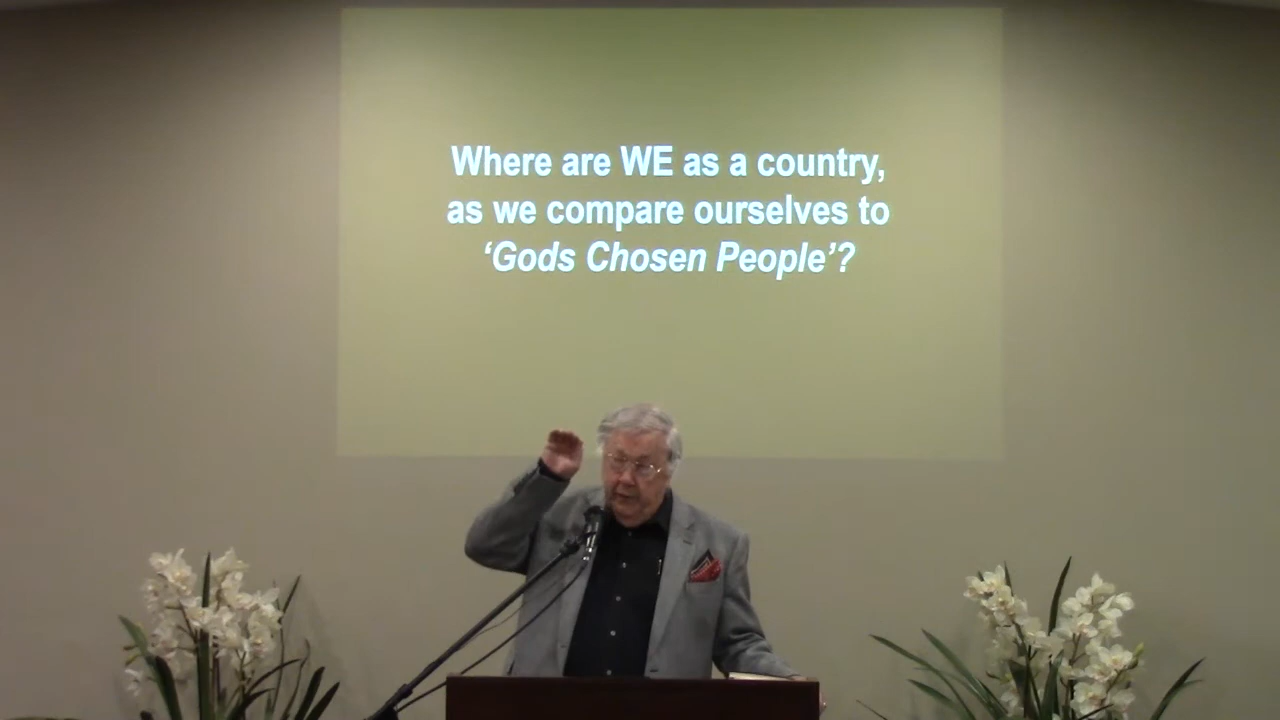 Where are WE as a country,
as we compare ourselves to
‘Gods Chosen People’?